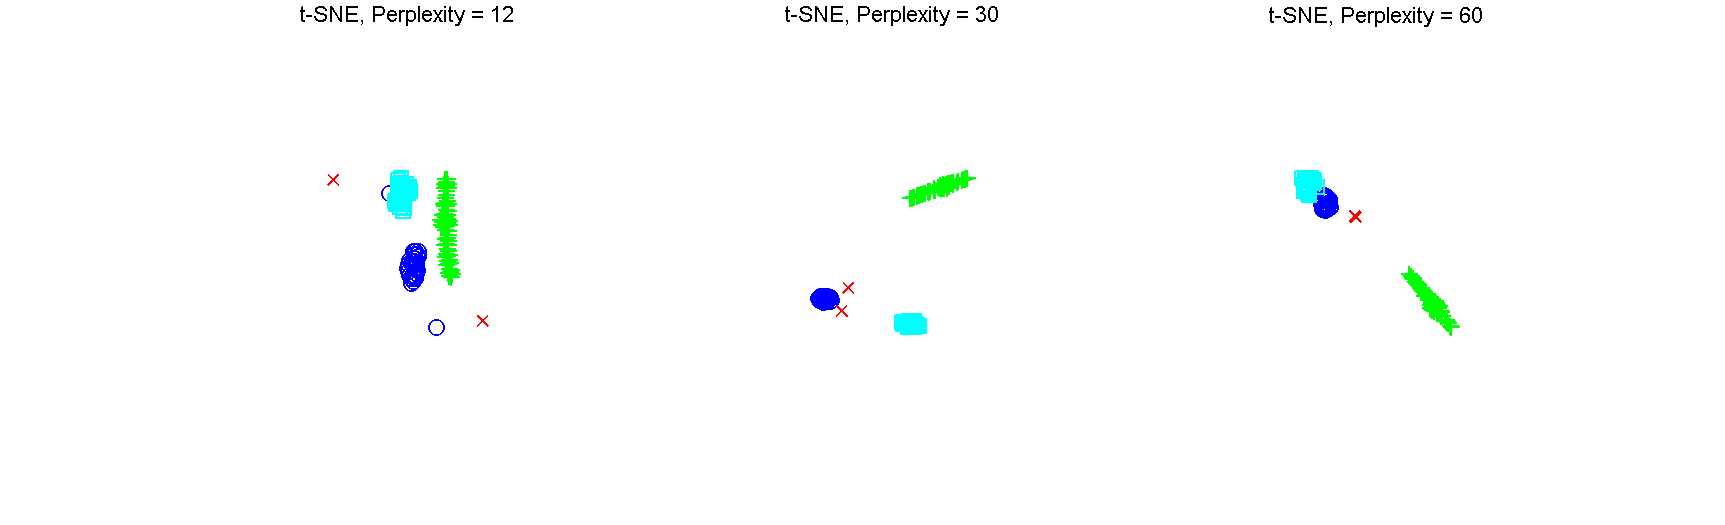 t-SNE, Perplexity = 12
t-SNE, Perplexity = 30
t-SNE, Perplexity = 60